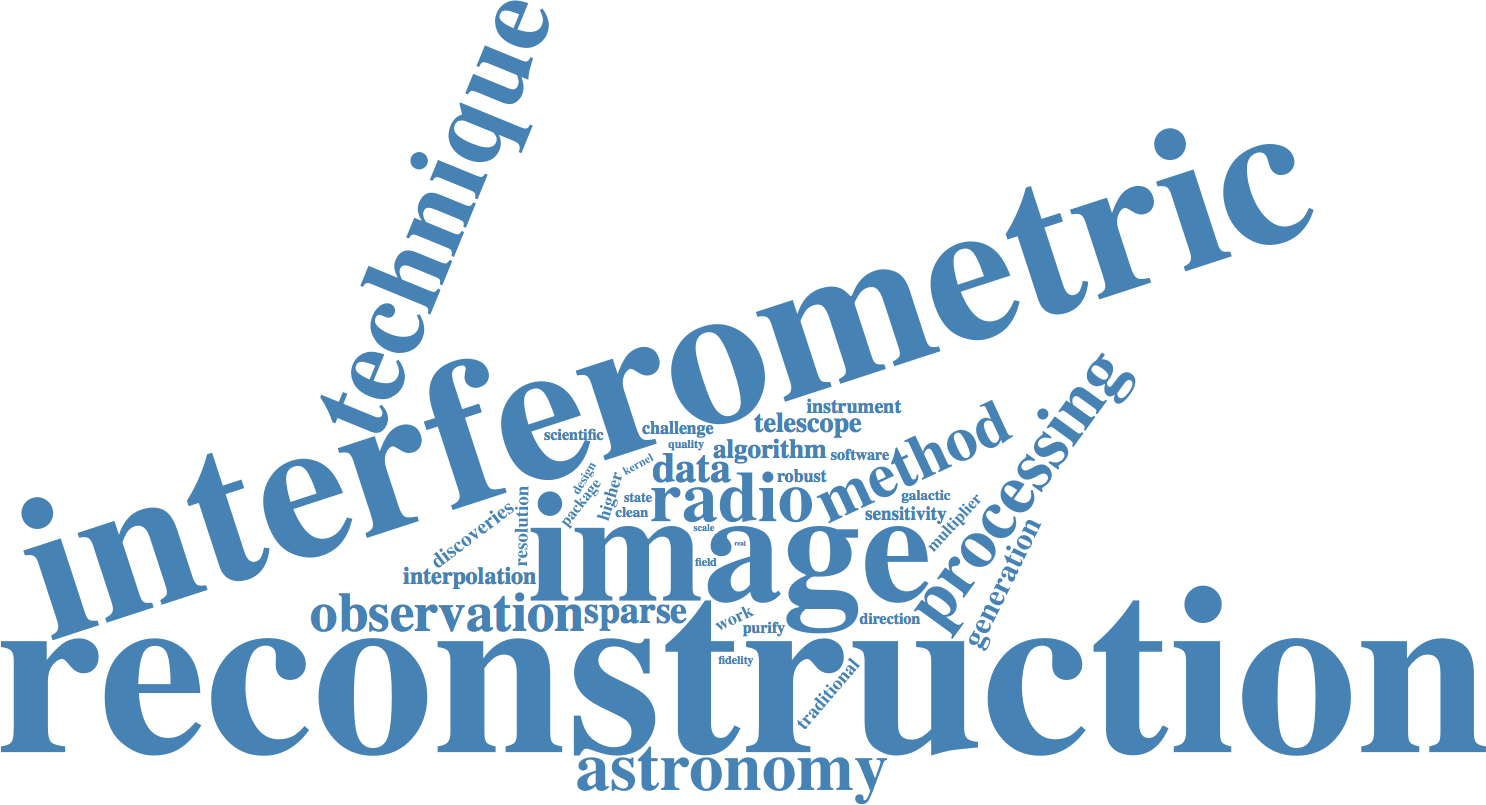 technique
interferometric
instrument
telescope
challenge
scientific
quality
algorithm
method
processing
software
kernel
data
robust
design
package
higher
state
radio
galactic
clean
sensitivity
multiplier
resolution
discoveries
image
scale
real
field
generation
interpolation
observation
sparse
work
purify
direction
reconstruction
fidelity
traditional
astronomy